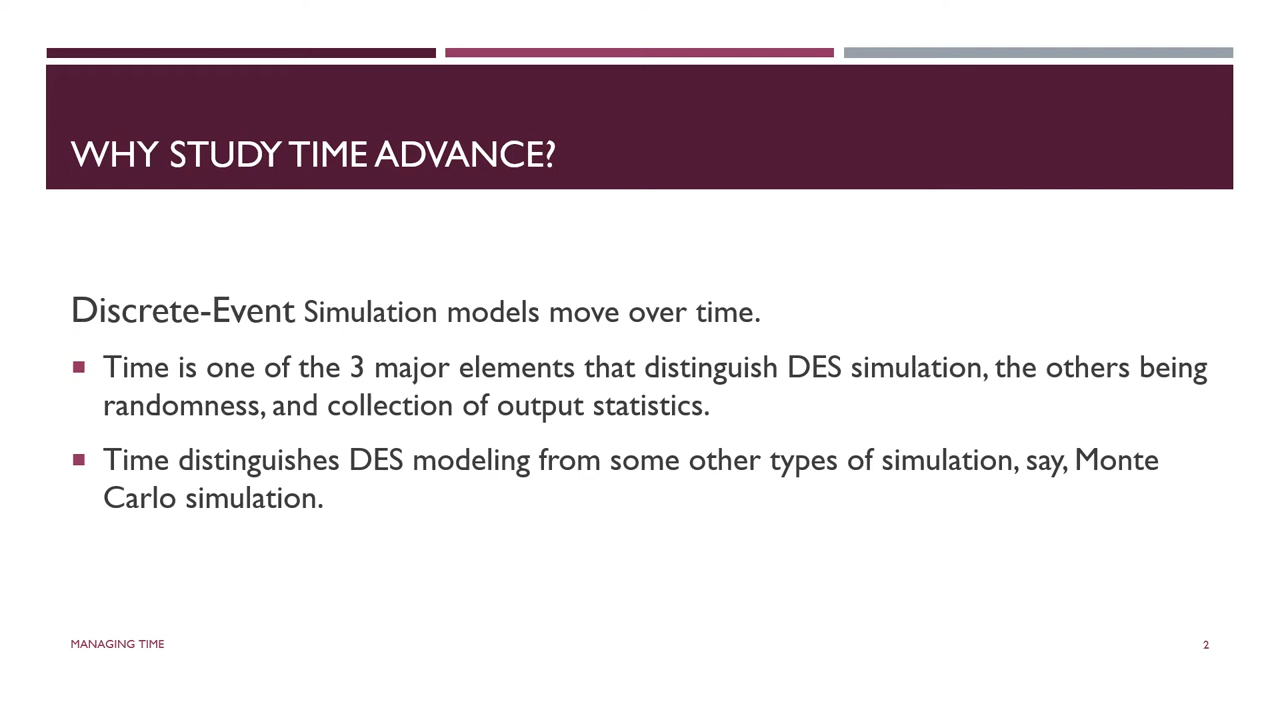 WHY STUDY TIME ADVANCE?
Discrete-Event Simulation models move over time.
Time is one of the 3 major elements that distinguish DES simulation, the others being
randomness, and collection of output statistics.
Time distinguishes DES modeling from some other types of simulation, say, Monte
Carlo simulation.
MANAGING TIME
2